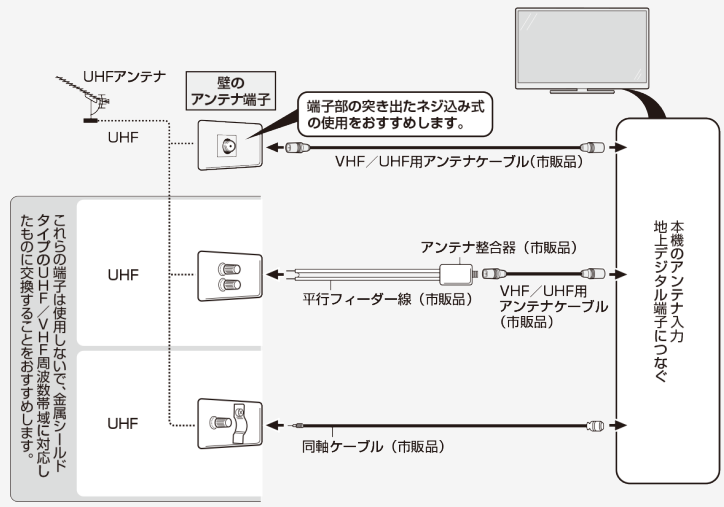 UHFアンテナ
壁の
アンテナ端子
端子部の突き出たネジ込み式
の使用をおすすめします。
UHF
VHF／UHF用アンテナケーブル(市販品)
これらの端子は使用しないで、金属シールド
タイプのUHF／VHF周波数帯域に対応し
たものに交換することをおすすめします。
UHF
アンテナ整合器（市販品）
平行フィーダー線（市販品）
VHF／UHF用
アンテナケーブル
（市販品）
UHF
同軸ケーブル（市販品）
本機のアンテナ入力
地上デジタル端子につなぐ